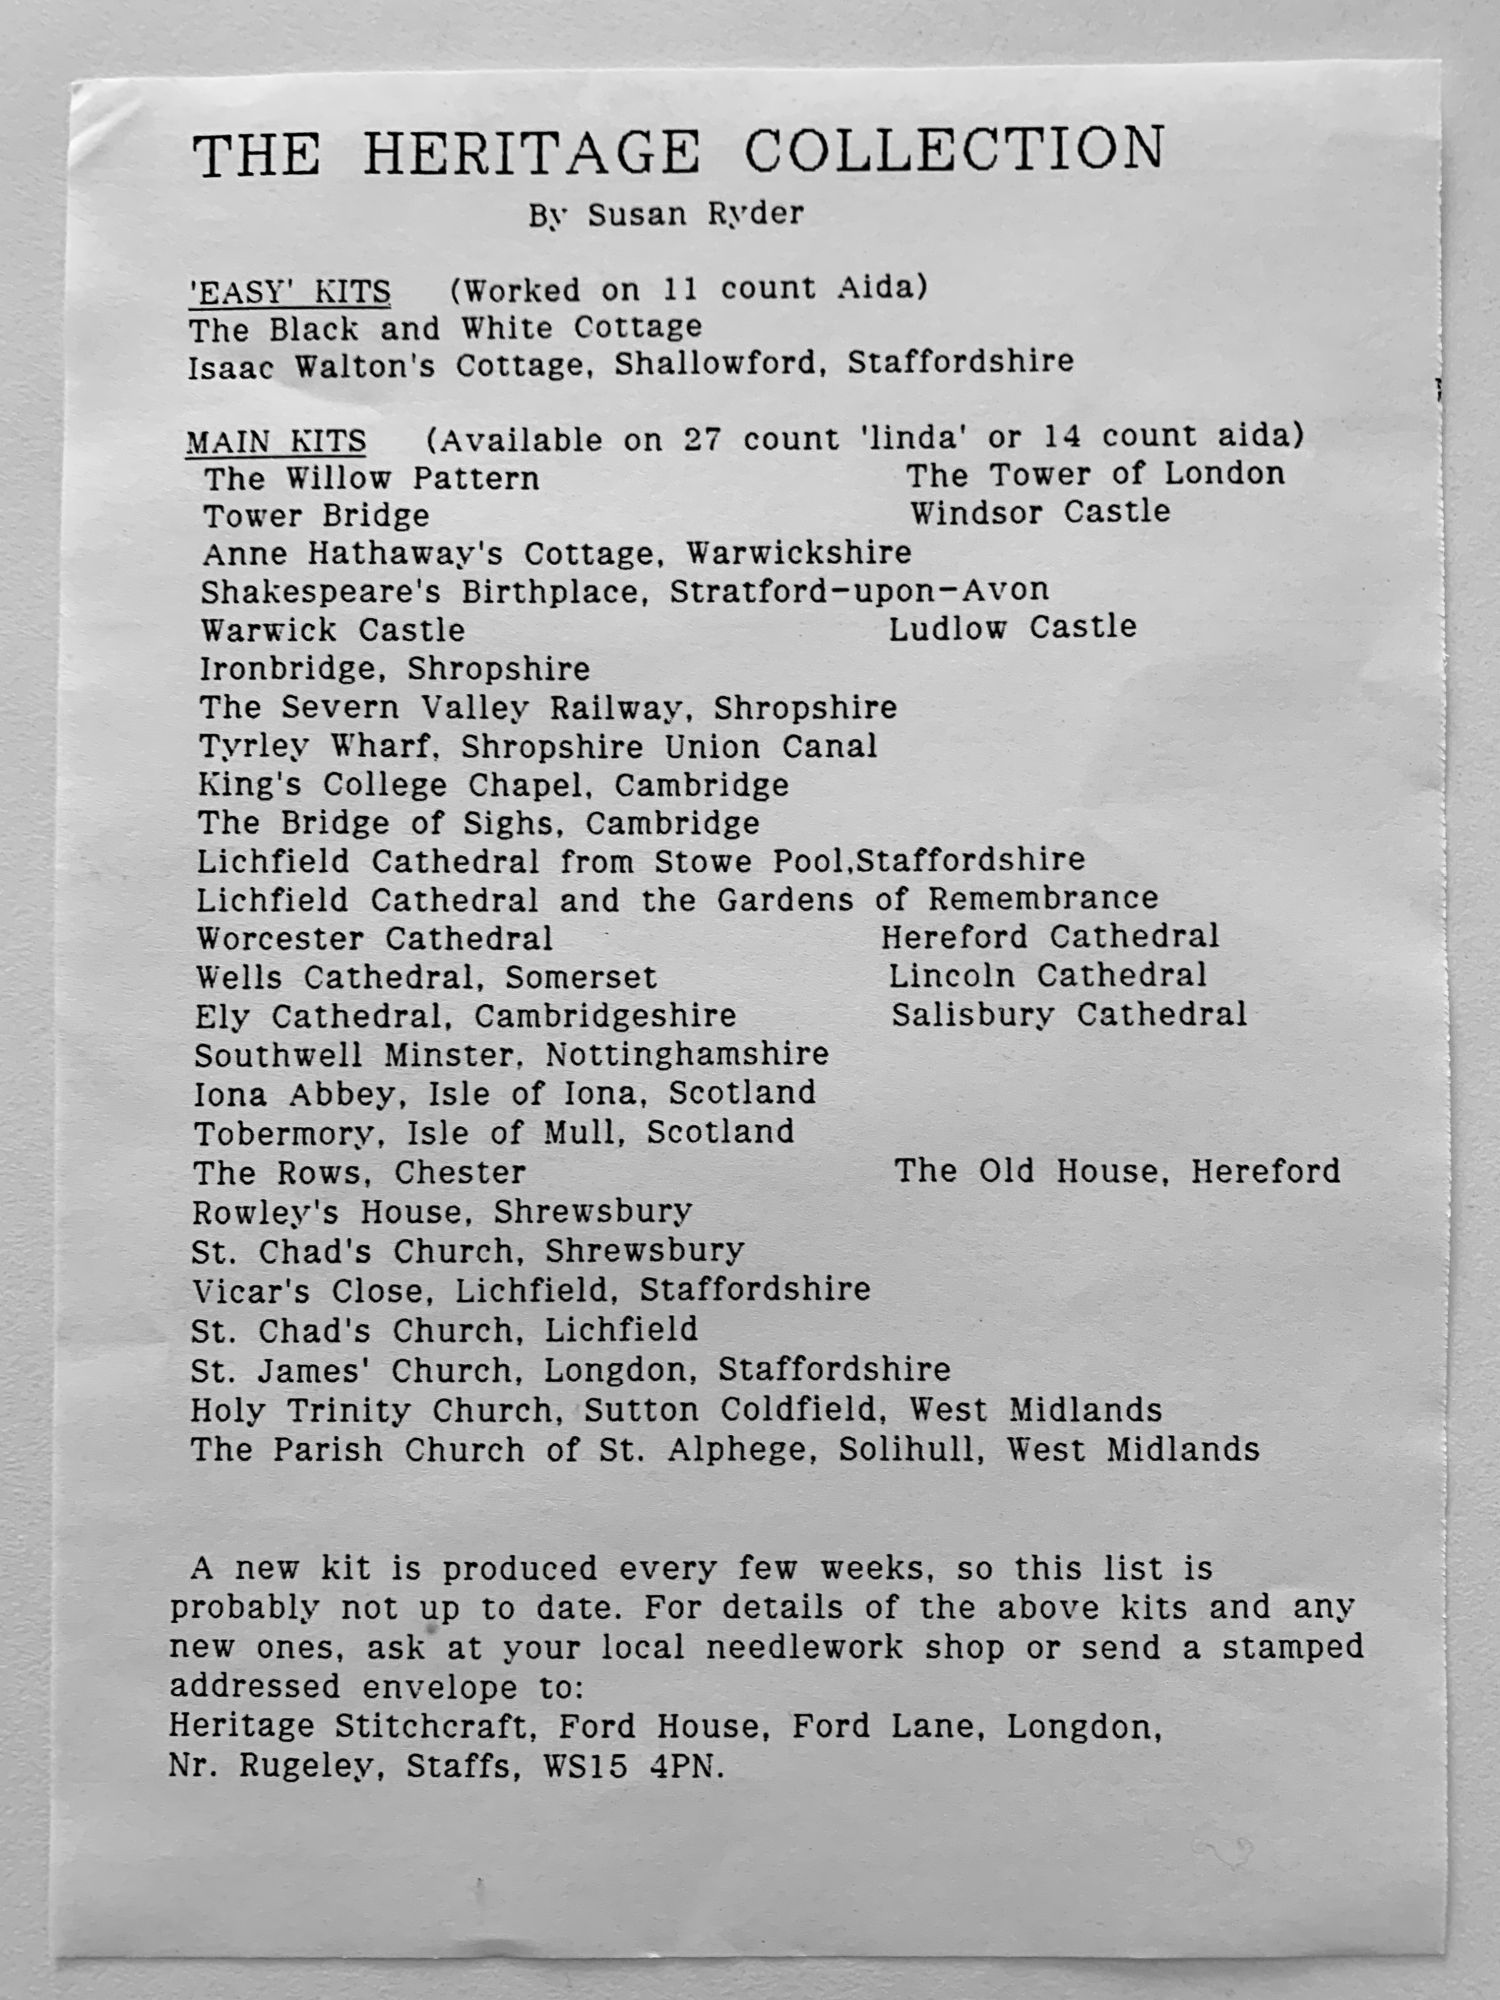 THE HERITAGE COLLECTION
By Susan Ryder
'EASY' KITS (Worked on 11 count Aida)
The Black and White Cottage
Isaac Walton's Cottage, Shallowford, Staffordshire
MAIN KITS (Available on 27 count 'linda' or 14 count aida)
The Willow Pattern The Tower of London
Tower Bridge Windsor Castle
Anne Hathaway's Cottage, Warwickshire
Shakespeare's Birthplace, Stratford-upon-Avon
Warwick Castle Ludlow Castle
Ironbridge, Shropshire
The Severn Valley Railway, Shropshire
Tyrley Wharf, Shropshire Union Canal
King's College Chapel, Cambridge
The Bridge of Sighs, Cambridge
Lichfield Cathedral from Stowe Pool,Staffordshire
Lichfield Cathedral and the Gardens of Remembrance
Worcester Cathedral Hereford Cathedral
Wells Cathedral, Somerset Lincoln Cathedral
Ely Cathedral, Cambridgeshire Salisbury Cathedral
Southwell Minster, Nottinghamshire
Iona Abbey, Isle of Iona, Scotland
Tobermory, Isle of Mull, Scotland
The Rows, Chester The Old House, Hereford
Rowley's House, Shrewsbury
St. Chad's Church, Shrewsbury
Vicar's Close, Lichfield, Staffordshire
St. Chad's Church, Lichfield
St. James' Church, Longdon, Staffordshire
Holy Trinity Church, Sutton Coldfield, West Midlands
The Parish Church of St. Alphege, Solihull, West Midlands
A new kit is produced every few weeks, so this list is
probably not up to date. For details of the above kits and any
new ones, ask at your local needlework shop or send a stamped
addressed envelope to:
Heritage Stitchcraft, Ford House, Ford Lane, Longdon,
Nr. Rugeley, Staffs, WS15 4PN.